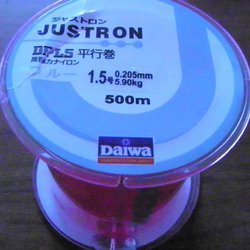 ジャストロン
JUSTRON
DPLS 平行巻
高強力ナイロン
ブルー
1.5号 0.205mm 5.90kg
500m
Daiwa